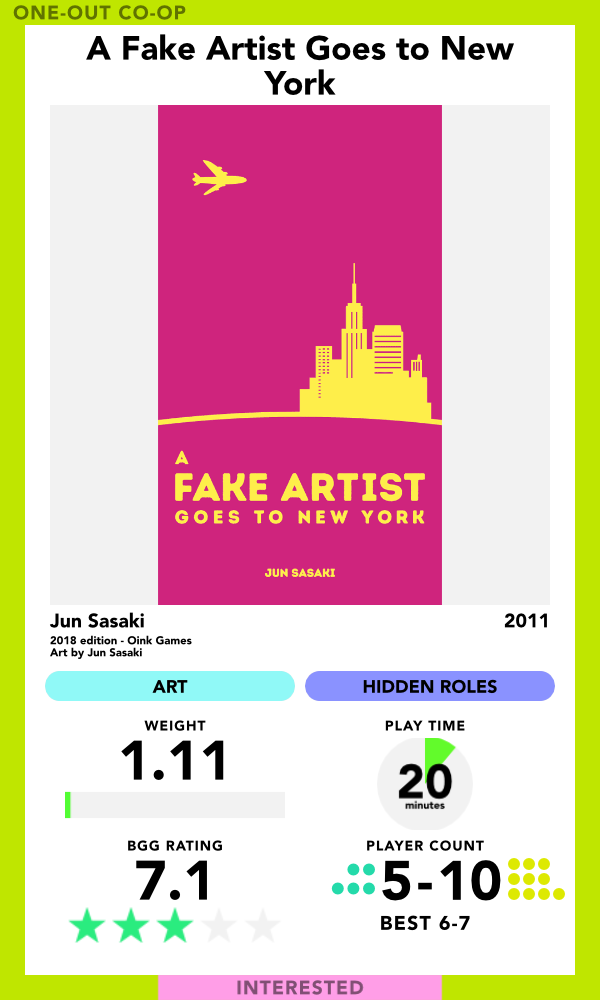 ONE-OUT CO-OP
A Fake Artist Goes to New
York
A
FAKE ARTIST
GOES TO NEW YORK
JUN SASAKI
Jun Sasaki
2011
2018 edition - Oink Games
Art by Jun Sasaki
ART
HIDDEN ROLES
WEIGHT
1.11
PLAY TIME
20
minutes
BGG RATING
7.1
PLAYER COUNT
5-10
BEST 6-7
INTERESTED